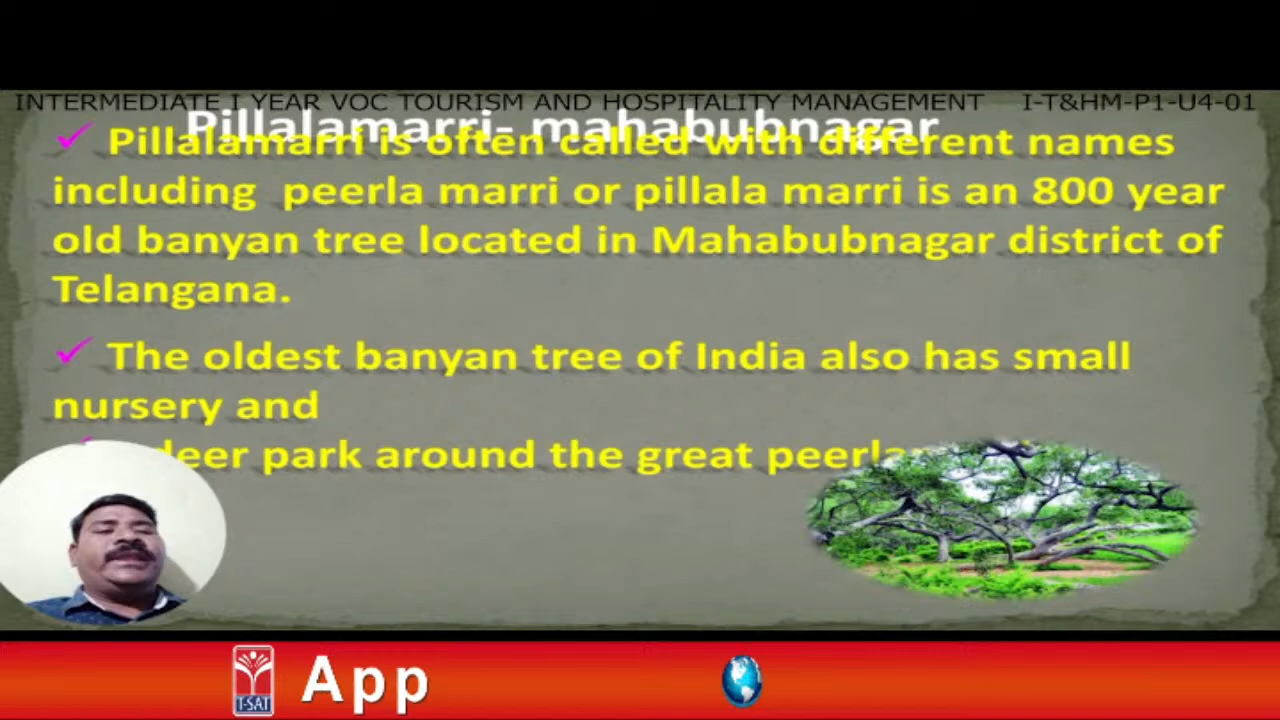 INTERMEDIATE I YEAR VOC TOURISM AND HOSPITALITY MANAGEMENT I-T&HM-P1-U4-01
Pillalamarri- mahabubnagar
Pillalamarri is often called with different names
including peerla marri or pillala marri is an 800 year
old banyan tree located in Mahabubnagar district of
Telangana.
The oldest banyan tree of India also has small
nursery and
deer park around the great
T-SAT
App